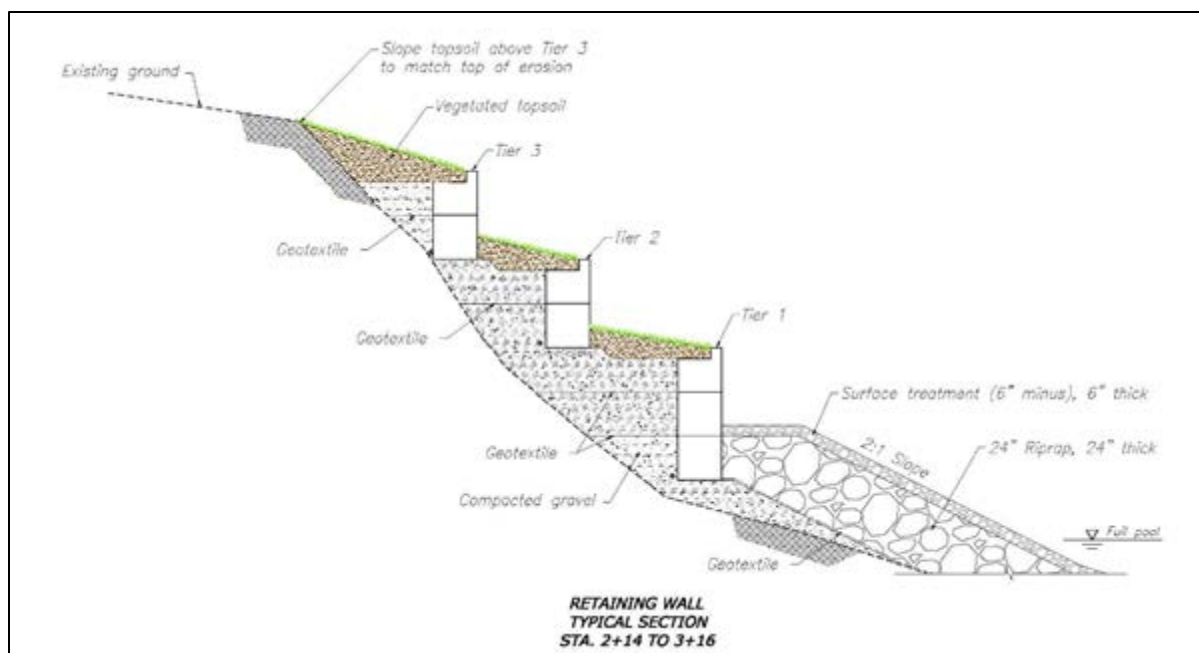 Slope topsoil above Tier 3
to match top of erosion
Existing ground
Vegetated topsoil
Tier 3
Geotextile
Tier 2
Geotextile
Tier 1
Surface treatment (6" minus), 6" thick
2:1 Slope
24" Riprap, 24" thick
Geotextile
Compacted gravel
Full pool
Geotextile
RETAINING WALL
TYPICAL SECTION
STA. 2+14 TO 3+16